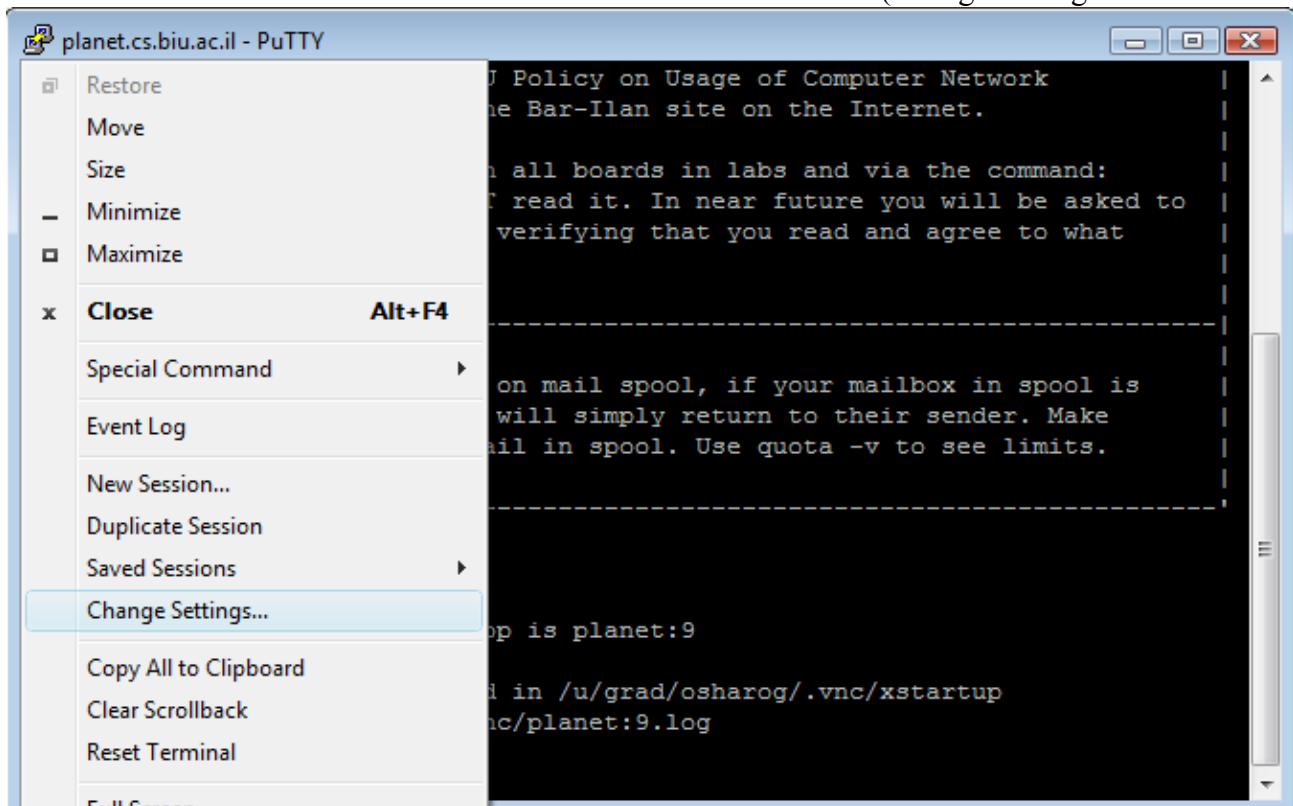 planet.cs.biu.ac.il - PuTTY
Restore
Move
Size
Minimize
Maximize
Close Alt+F4
Special Command
Event Log
New Session...
Duplicate Session
Saved Sessions
Change Settings...
Copy All to Clipboard
Clear Scrollback
Reset Terminal
Policy on Usage of Computer Network |
Bar-Ilan site on the Internet. |
|
all boards in labs and via the command: |
read it. In near future you will be asked to |
verifying that you read and agree to what |
|
|
---------------------------------------------------|
|
on mail spool, if your mailbox in spool is |
will simply return to their sender. Make |
in spool. Use quota -v to see limits. |
|
---------------------------------------------------'
is planet:9
in /u/grad/osharog/.vnc/xstartup
/planet:9.log